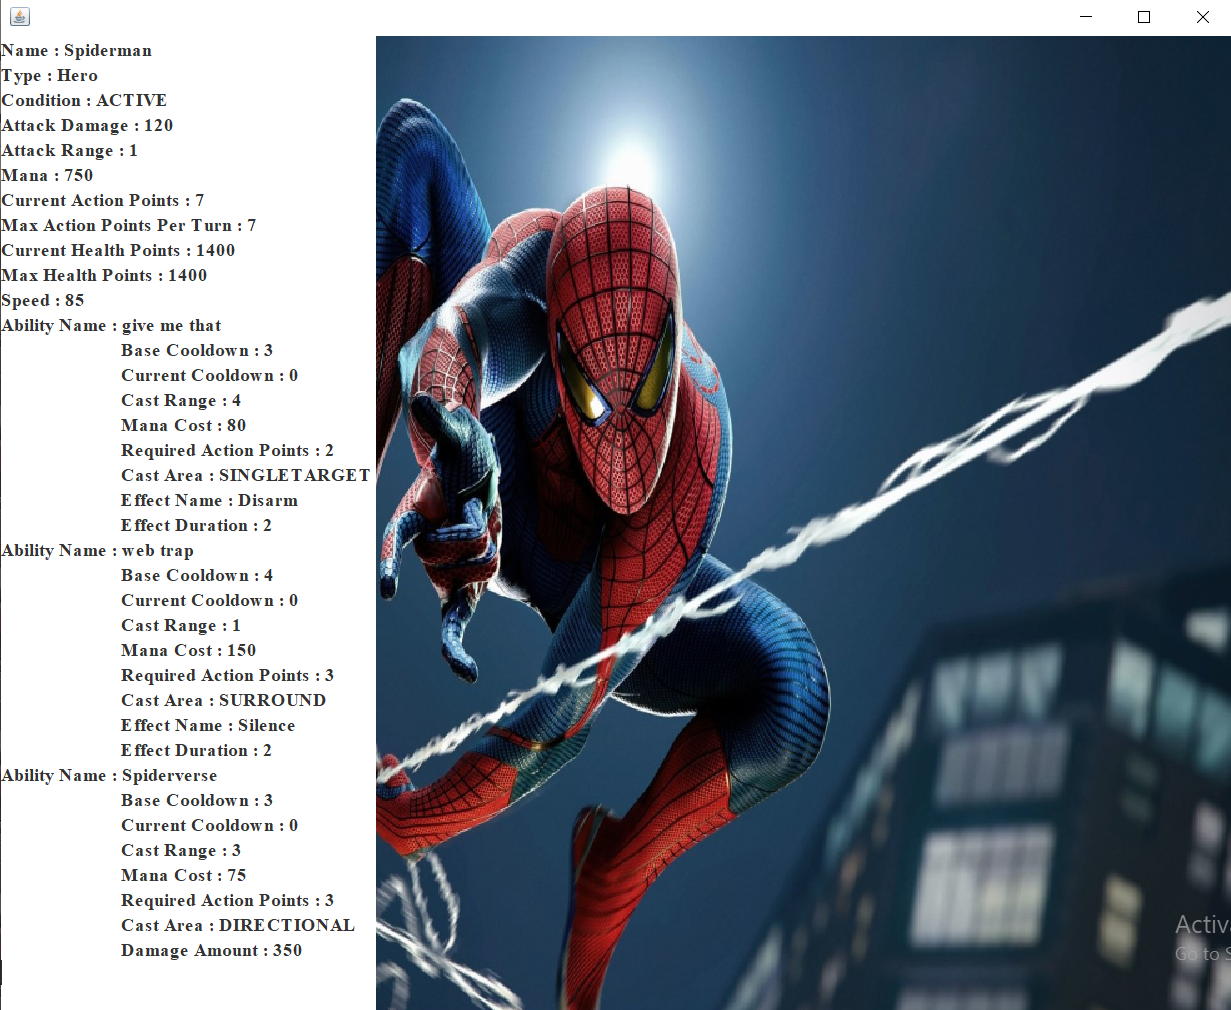 Name : Spiderman
Type : Hero
Condition : ACTIVE
Attack Damage : 120
Attack Range : 1
Mana : 750
Current Action Points : 7
Max Action Points Per Turn : 7
Current Health Points : 1400
Max Health Points : 1400
Speed : 85
Ability Name : give me that
Base Cooldown : 3
Current Cooldown : 0
Cast Range : 4
Mana Cost : 80
Required Action Points : 2
Cast Area : SINGLETARGET
Effect Name : Disarm
Effect Duration : 2
Ability Name : web trap
Base Cooldown : 4
Current Cooldown : 0
Cast Range : 1
Mana Cost : 150
Required Action Points : 3
Cast Area : SURROUND
Effect Name : Silence
Effect Duration : 2
Ability Name : Spiderverse
Base Cooldown : 3
Current Cooldown : 0
Cast Range : 3
Mana Cost : 75
Required Action Points : 3
Cast Area : DIRECTIONAL
Damage Amount : 350
Go to